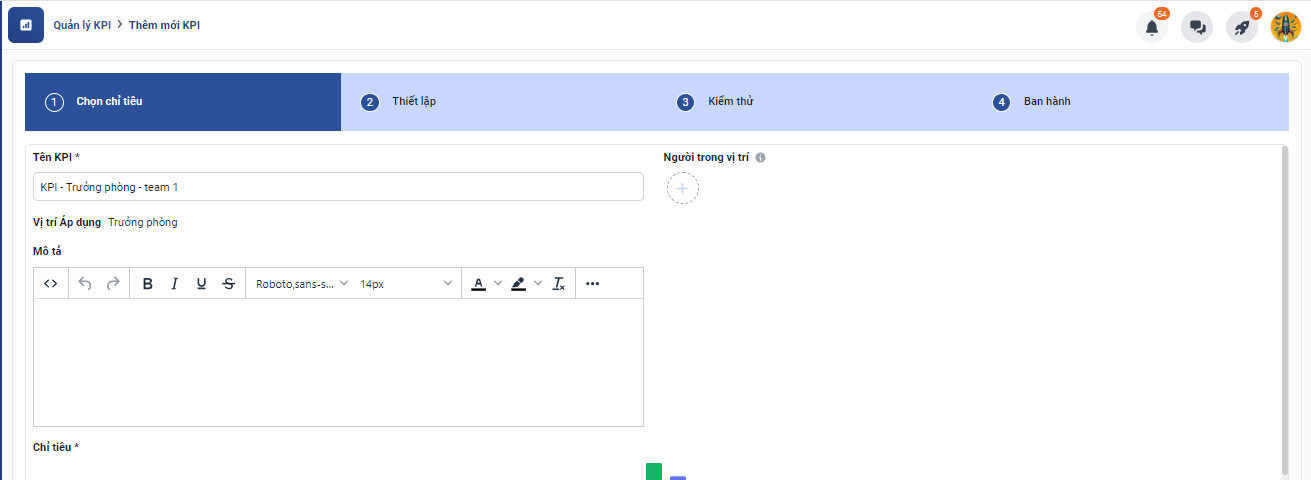 Quản lý KPI > Thêm mới KPI
54
5
1 Chọn chỉ tiêu
2 Thiết lập
3 Kiểm thử
4 Ban hành
Tên KPI *
KPI - Trưởng phòng - team 1
Người trong vị trí
Vị trí Áp dụng Trưởng phòng
Mô tả
B I U S Roboto,sans-s... 14px A
Chỉ tiêu *